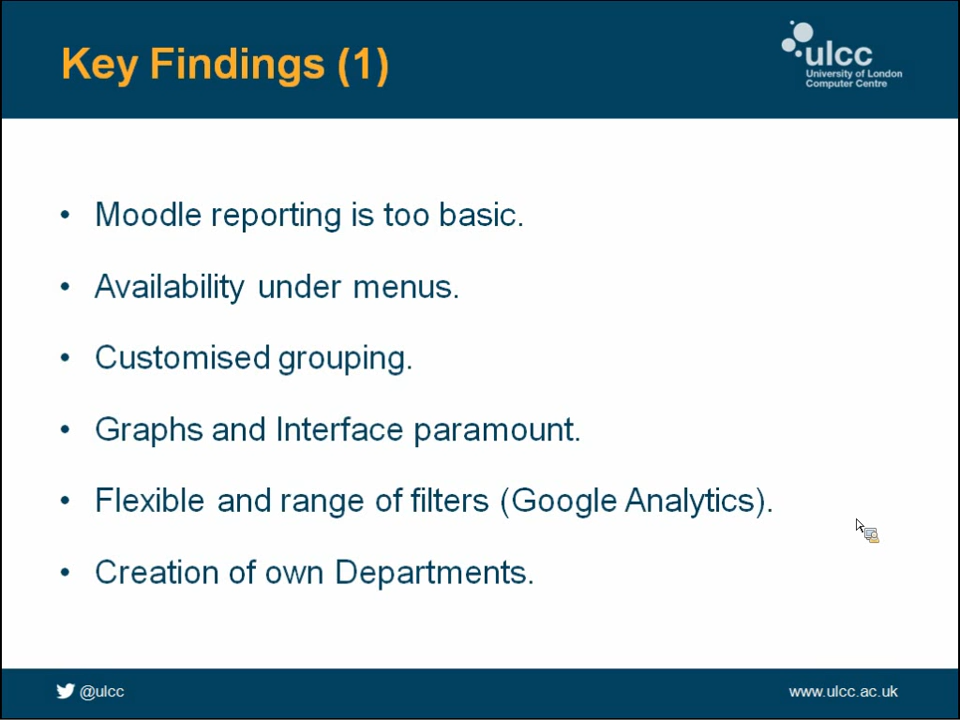 Key Findings (1)
ulcc
University of London
Computer Centre
• Moodle reporting is too basic.
• Availability under menus.
• Customised grouping.
• Graphs and Interface paramount.
• Flexible and range of filters (Google Analytics).
• Creation of own Departments.
@ulcc
www.ulcc.ac.uk